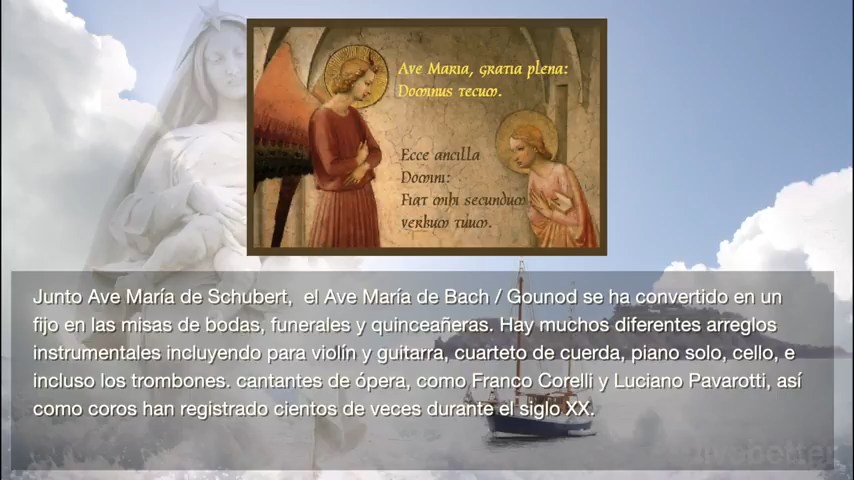 Ave Maria, gratia plena:
Dominus tecum.
Ecce ancilla
Domini:
Fiat mihi secundum
verbum tuum.
Junto Ave María de Schubert, el Ave María de Bach / Gounod se ha convertido en un
fijo en las misas de bodas, funerales y quinceañeras. Hay muchos diferentes arreglos
instrumentales incluyendo para violín y guitarra, cuarteto de cuerda, piano solo, cello, e
incluso los trombones. cantantes de ópera, como Franco Corelli y Luciano Pavarotti, así
como coros han registrado cientos de veces durante el siglo XX.